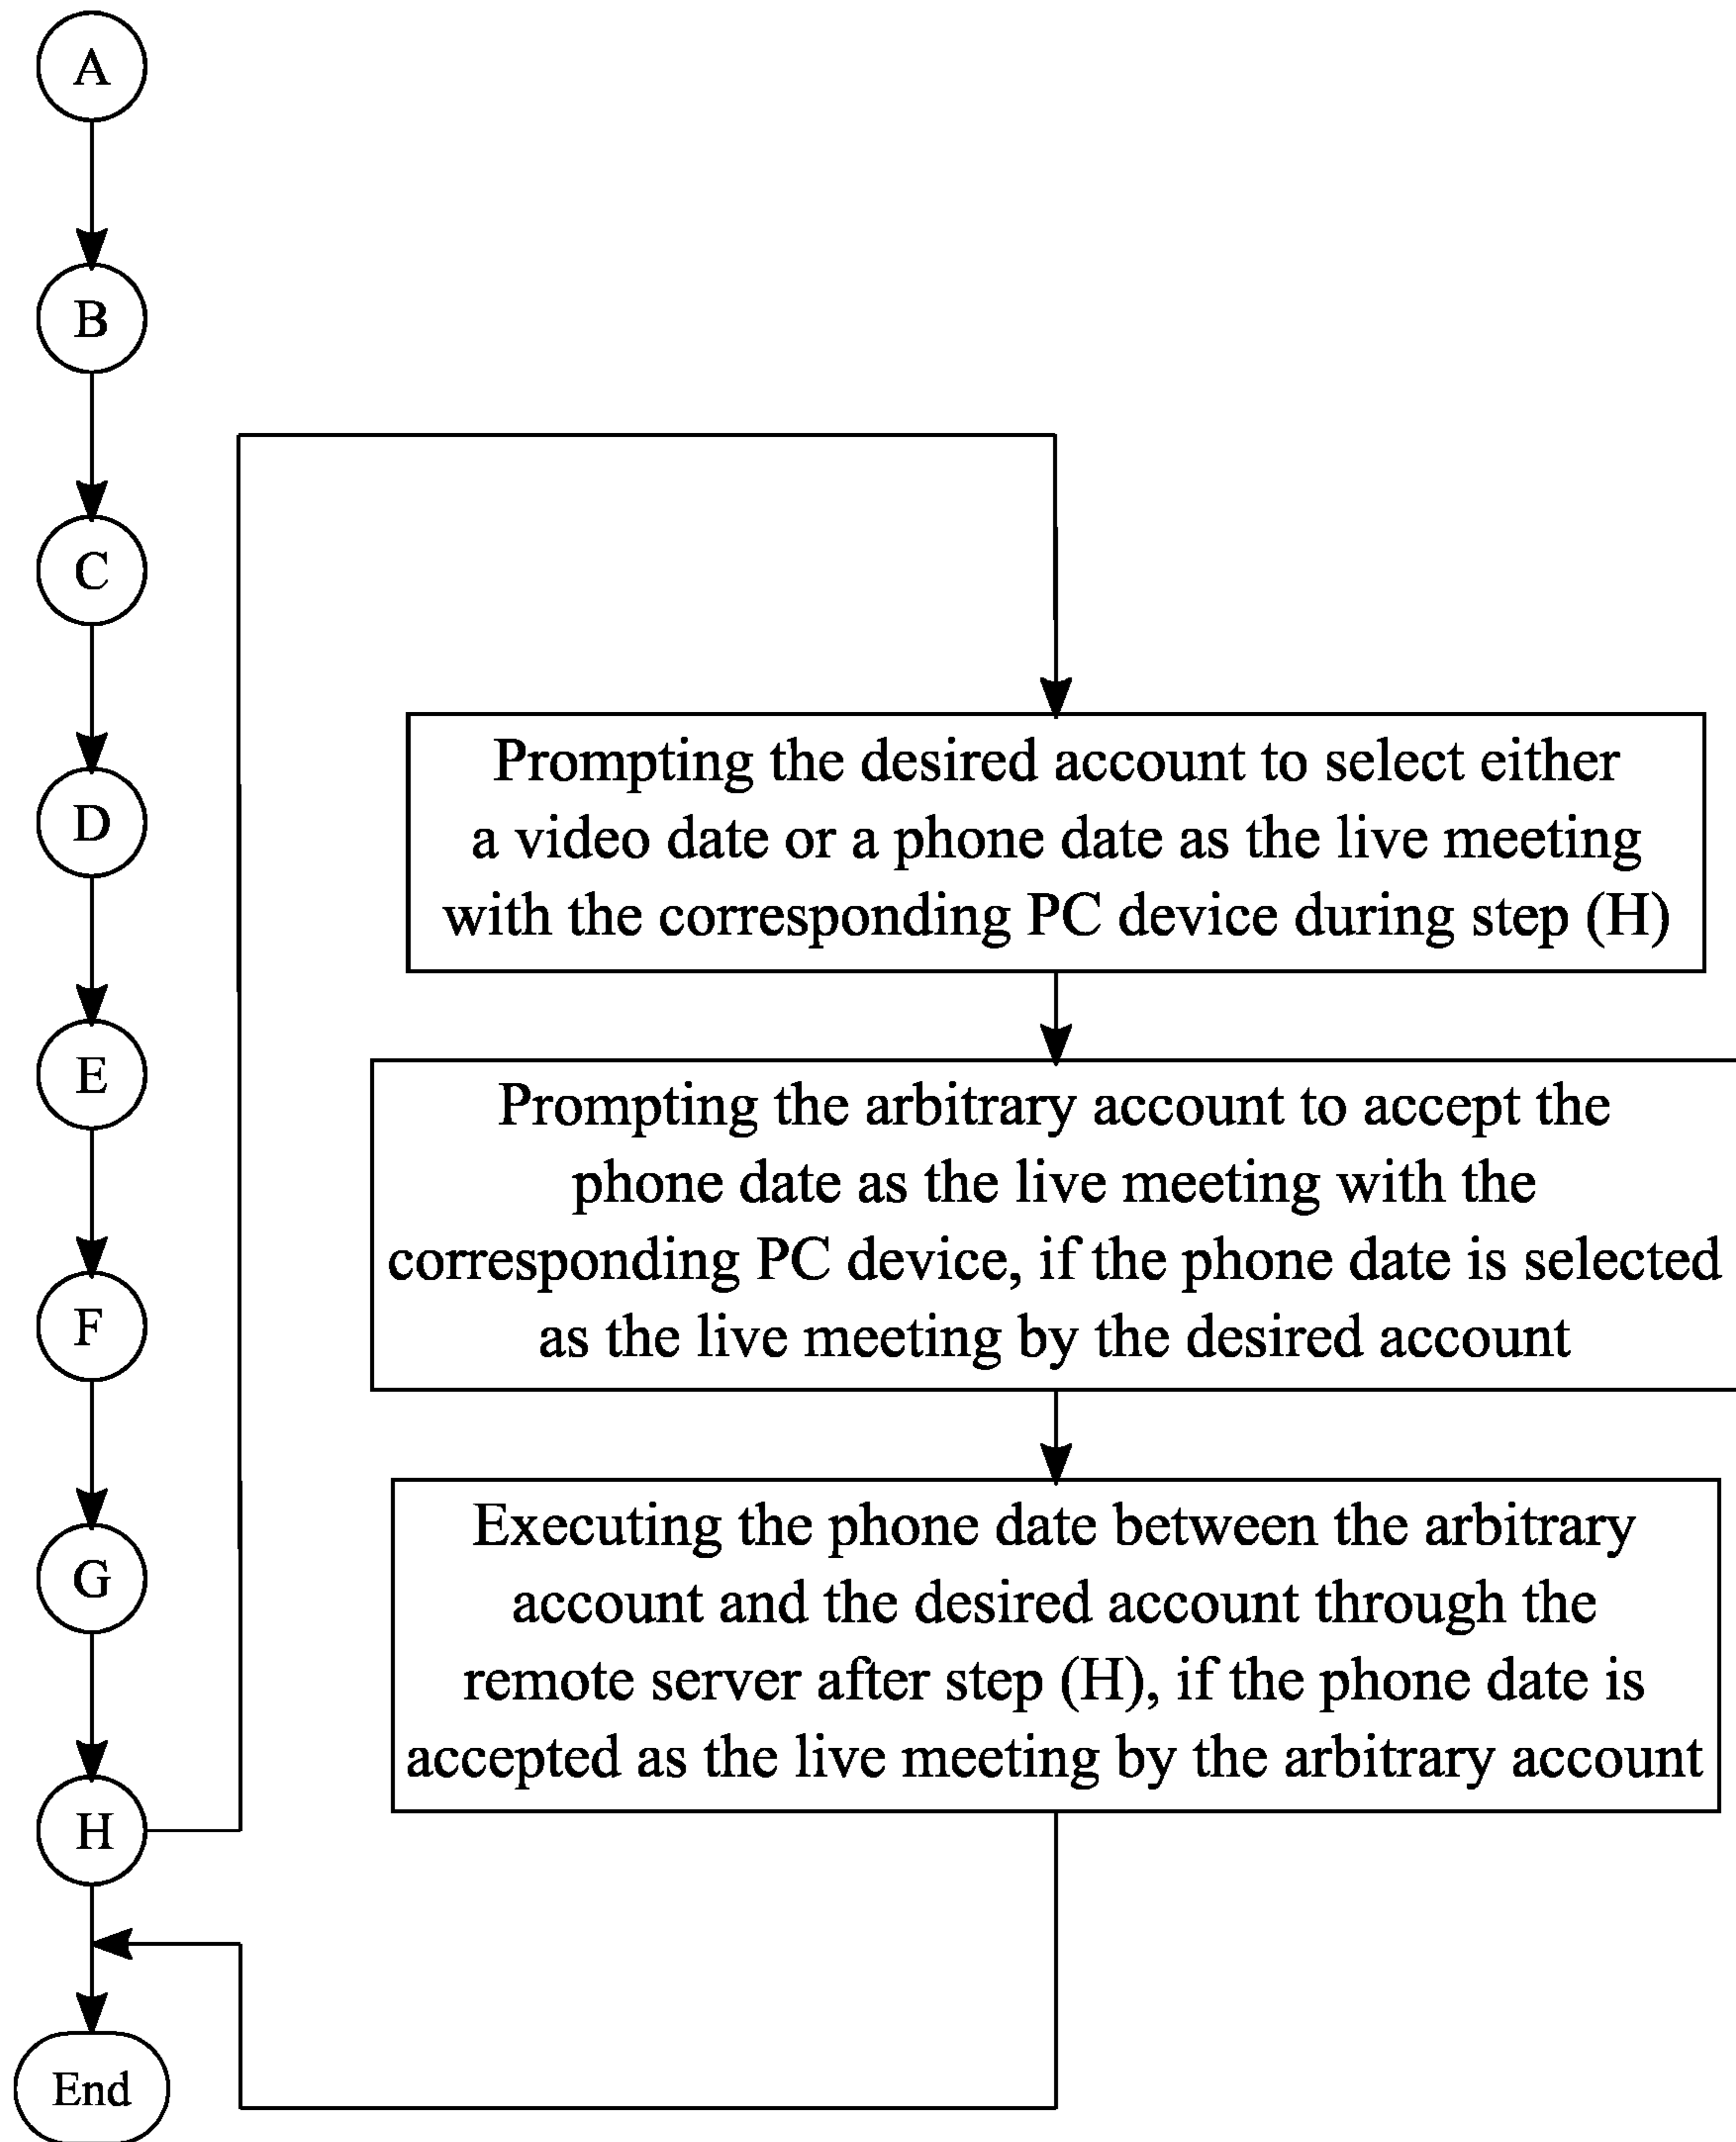 A
B
C
D
E
F
G
H
End
Prompting the desired account to select either
a video date or a phone date as the live meeting
with the corresponding PC device during step (H)
Prompting the arbitrary account to accept the
phone date as the live meeting with the
corresponding PC device, if the phone date is selected
as the live meeting by the desired account
Executing the phone date between the arbitrary
account and the desired account through the
remote server after step (H), if the phone date is
accepted as the live meeting by the arbitrary account